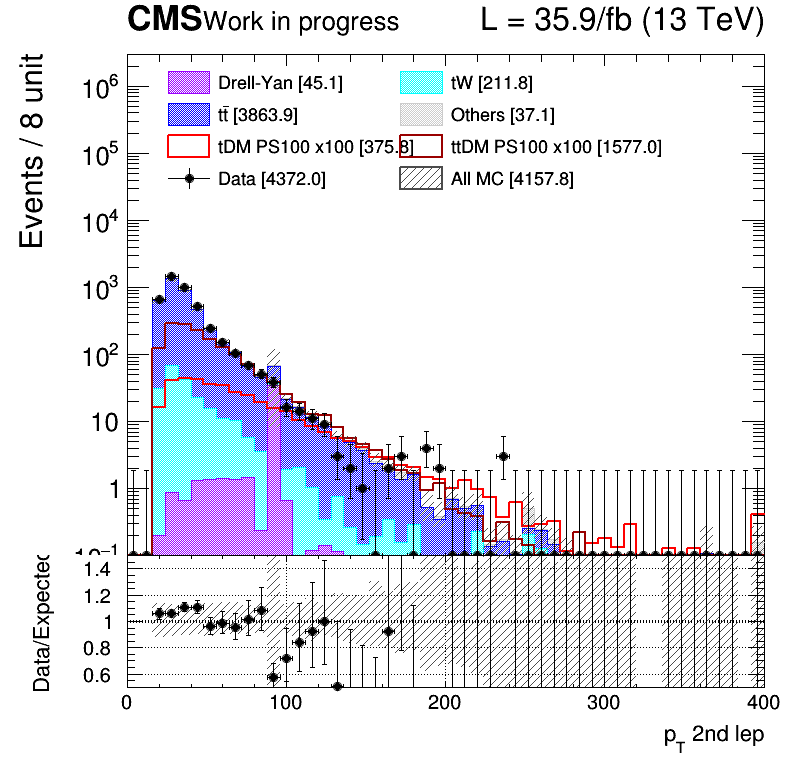 CMS Work in progress L = 35.9/fb (13 TeV)
Events / 8 unit
Drell-Yan [45.1] tW [211.8]
tt̄ [3863.9] Others [37.1]
tDM PS100 x100 [375.8] ttDM PS100 x100 [1577.0]
Data [4372.0] All MC [4157.8]
10⁶
10⁵
10⁴
10³
10²
10
1
10⁻¹
Data/Expected
1.4
1.2
1
0.8
0.6
0 100 200 300 400
p_T 2nd lep